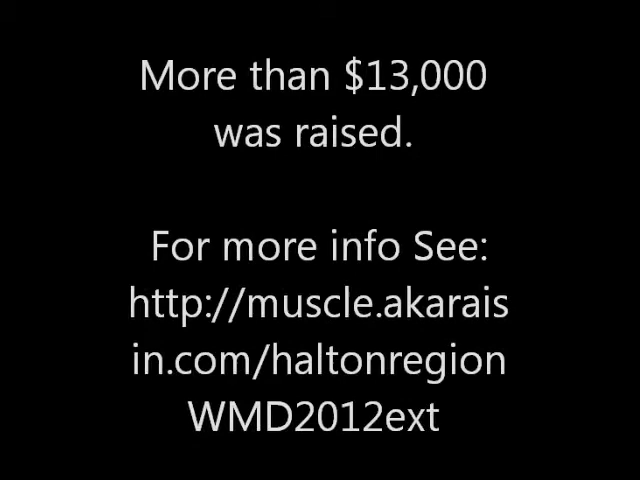 More than $13,000
was raised.
For more info See:
http://muscle.akarais
in.com/haltonregion
WMD2012ext